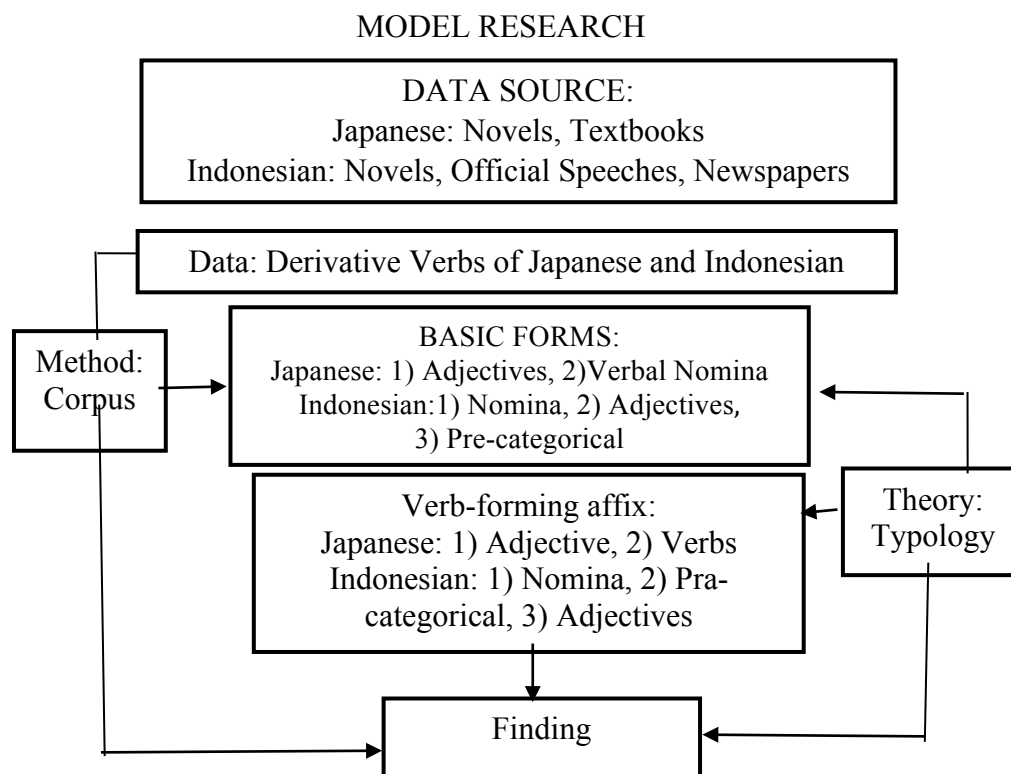 MODEL RESEARCH
DATA SOURCE:
Japanese: Novels, Textbooks
Indonesian: Novels, Official Speeches, Newspapers
Data: Derivative Verbs of Japanese and Indonesian
Method:
Corpus
BASIC FORMS:
Japanese: 1) Adjectives, 2)Verbal Nomina
Indonesian:1) Nomina, 2) Adjectives,
3) Pre-categorical
Verb-forming affix:
Japanese: 1) Adjective, 2) Verbs
Indonesian: 1) Nomina, 2) Pra-
categorical, 3) Adjectives
Theory:
Typology
Finding